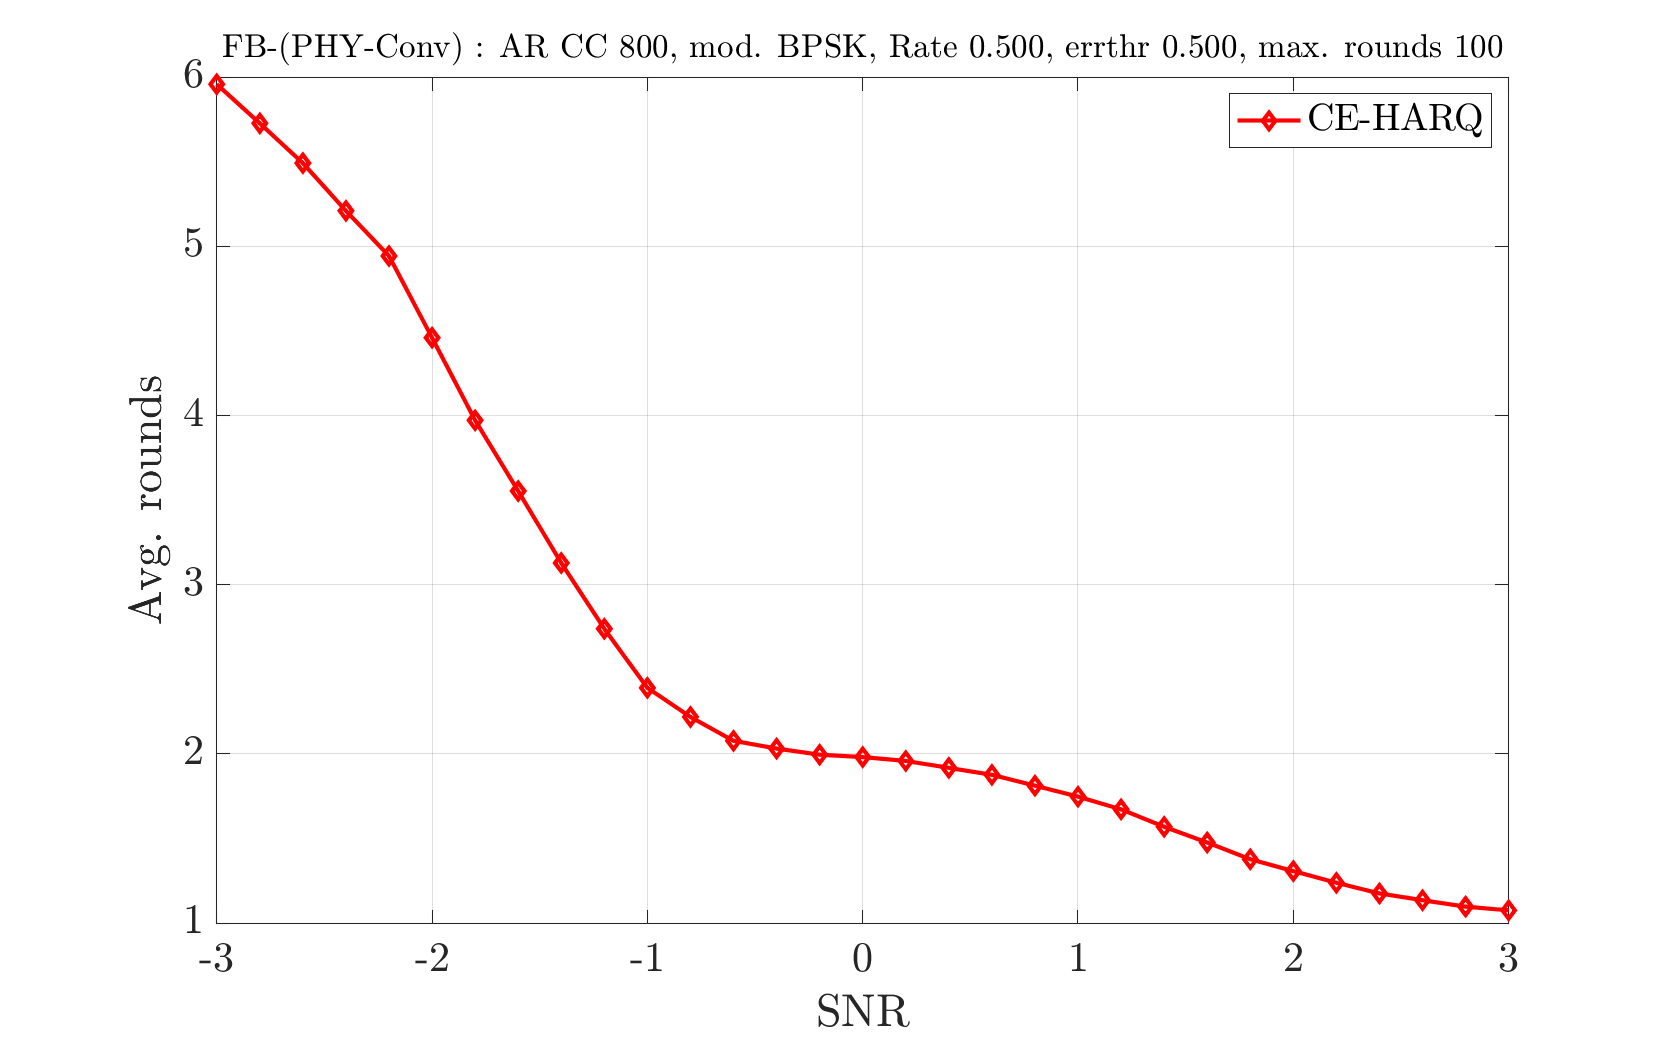 FB-(PHY-Conv) : AR CC 800, mod. BPSK, Rate 0.500, errthr 0.500, max. rounds 100
CE-HARQ
Avg. rounds
6
5
4
3
2
1
-3 -2 -1 0 1 2 3
SNR